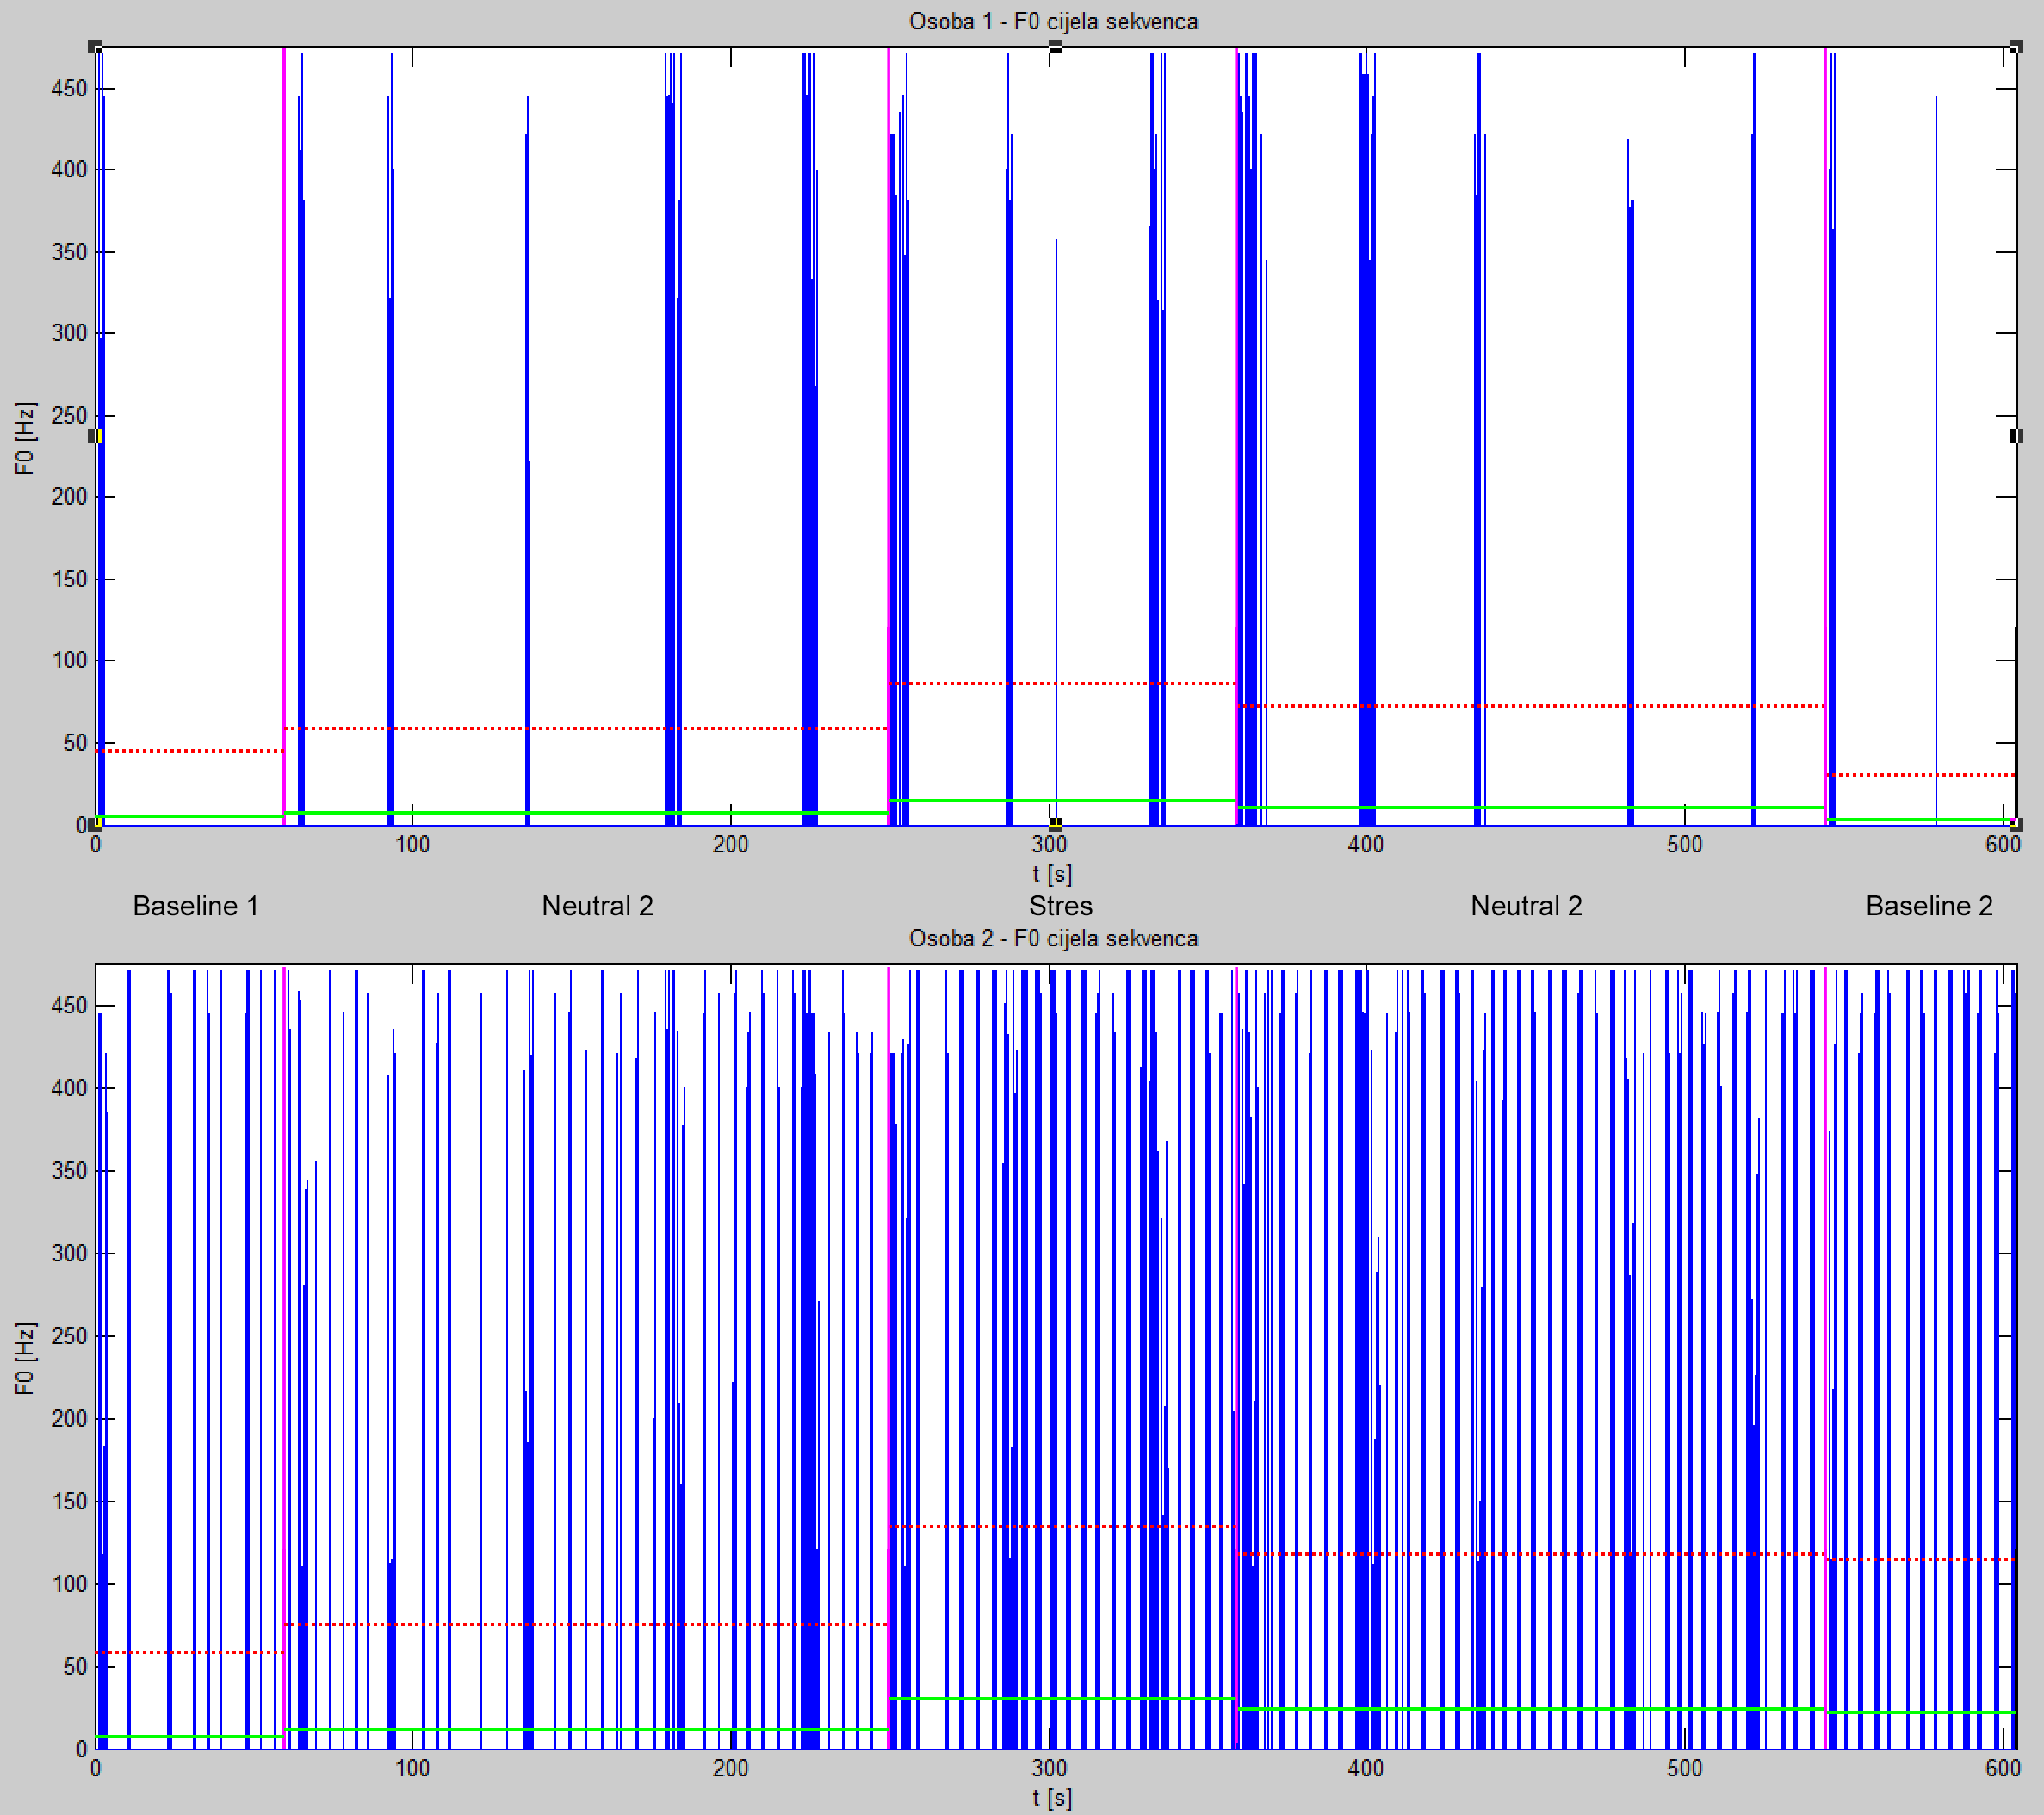 Osoba 1 - F0 cijela sekvenca
450
400
350
300
250
200
150
100
50
0
F0 [Hz]
0 100 200 300 400 500 600
t [s]
Baseline 1 Neutral 2 Stres Neutral 2 Baseline 2
Osoba 2 - F0 cijela sekvenca
450
400
350
300
250
200
150
100
50
0
F0 [Hz]
0 100 200 300 400 500 600
t [s]